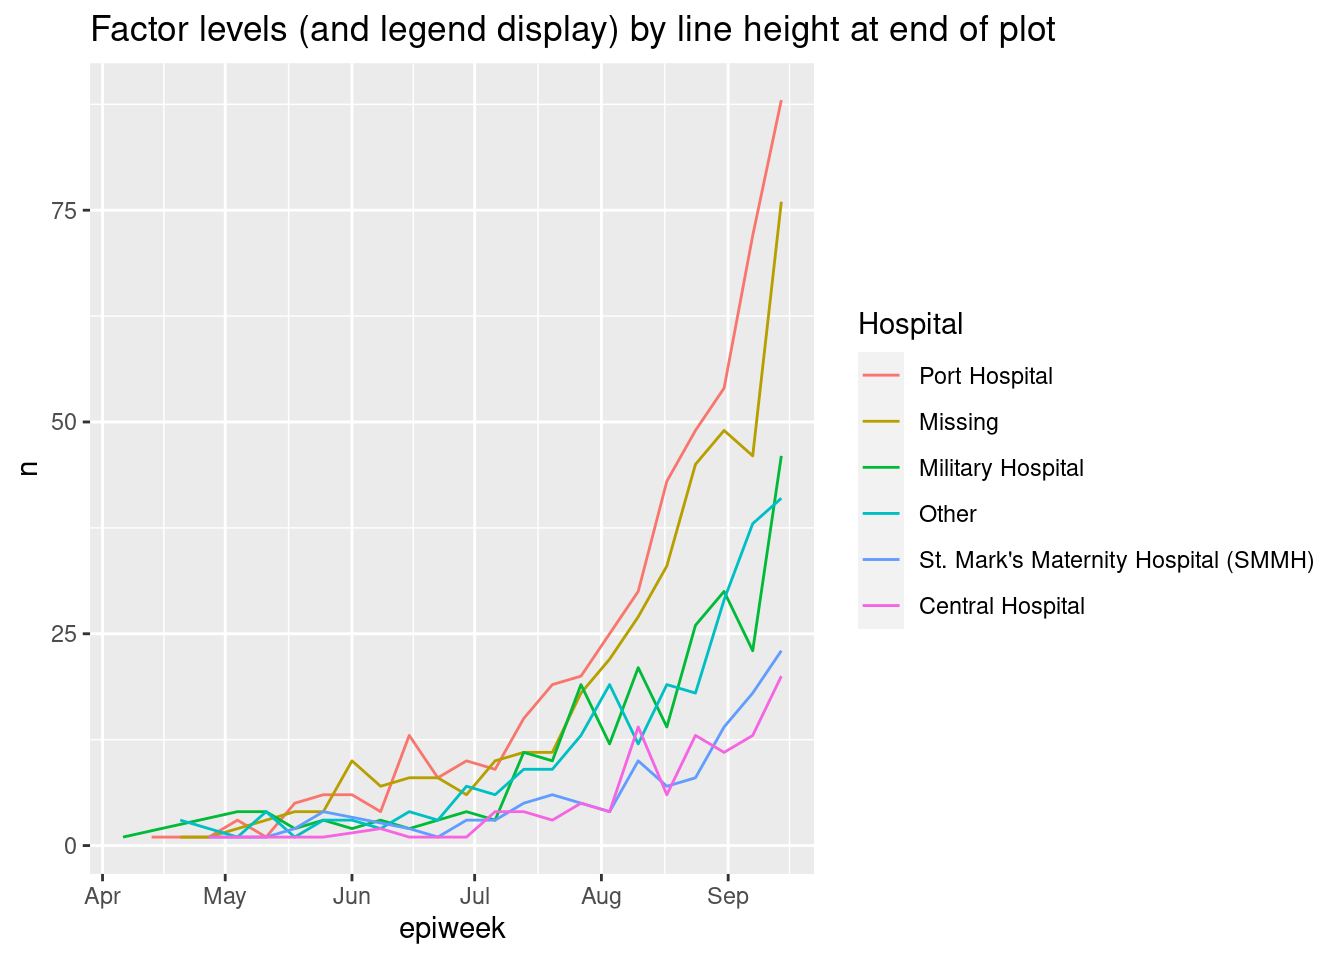 Factor levels (and legend display) by line height at end of plot
75
50
25
0
n
Apr May Jun Jul Aug Sep
epiweek
Hospital
Port Hospital
Missing
Military Hospital
Other
St. Mark's Maternity Hospital (SMMH)
Central Hospital